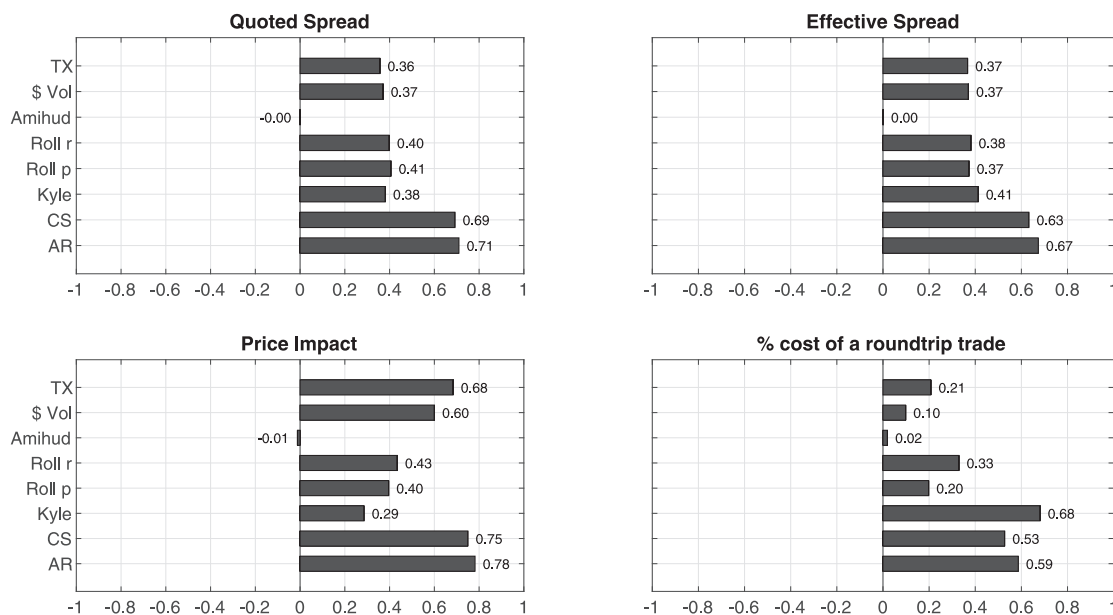 Quoted Spread
TX 0.36
$ Vol 0.37
Amihud -0.00
Roll r 0.40
Roll p 0.41
Kyle 0.38
CS 0.69
AR 0.71
-1 -0.8 -0.6 -0.4 -0.2 0 0.2 0.4 0.6 0.8 1
Effective Spread
0.37
0.37
0.00
0.38
0.37
0.41
0.63
0.67
-1 -0.8 -0.6 -0.4 -0.2 0 0.2 0.4 0.6 0.8 1
Price Impact
TX 0.68
$ Vol 0.60
Amihud -0.01
Roll r 0.43
Roll p 0.40
Kyle 0.29
CS 0.75
AR 0.78
-1 -0.8 -0.6 -0.4 -0.2 0 0.2 0.4 0.6 0.8 1
% cost of a roundtrip trade
0.21
0.10
0.02
0.33
0.20
0.68
0.53
0.59
-1 -0.8 -0.6 -0.4 -0.2 0 0.2 0.4 0.6 0.8 1